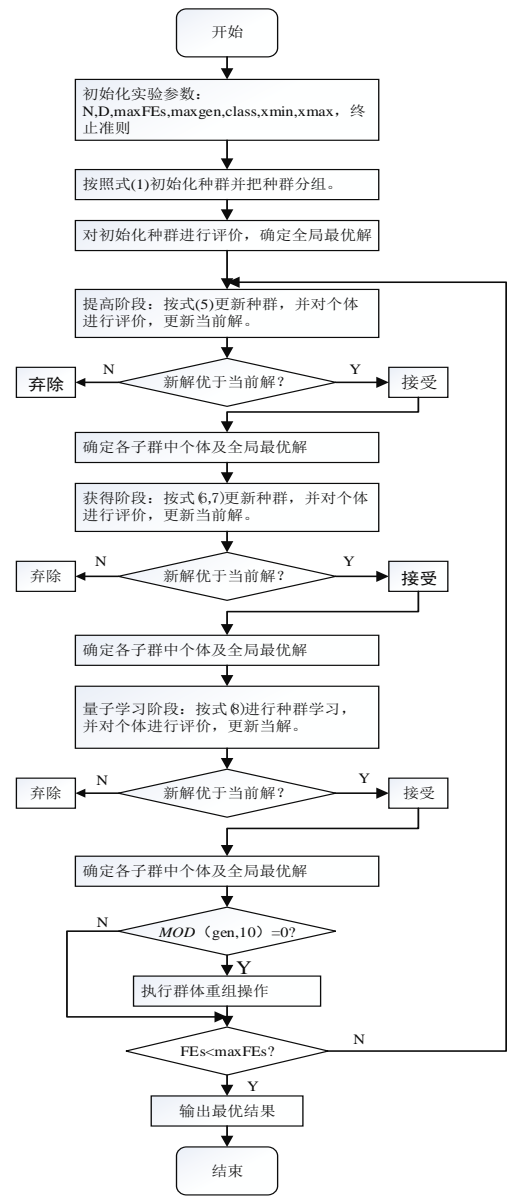 开始
初始化实验参数：
N,D,maxFEs,maxgen,class,xmin,xmax，终
止准则
按照式(1)初始化种群并把种群分组。
对初始化种群进行评价，确定全局最优解
提高阶段：按式(5)更新种群，并对个体
进行评价，更新当前解。
N
新解优于当前解？
Y
弃除
接受
确定各子群中个体及全局最优解
获得阶段：按式(6,7)更新种群，并对个体
进行评价，更新当前解。
N
新解优于当前解？
Y
弃除
接受
确定各子群中个体及全局最优解
量子学习阶段：按式(8)进行种群学习，
并对个体进行评价，更新当解。
N
新解优于当前解？
Y
弃除
接受
确定各子群中个体及全局最优解
N
MOD（gen,10）=0?
Y
执行群体重组操作
FEs<maxFEs?
N
Y
输出最优结果
结束